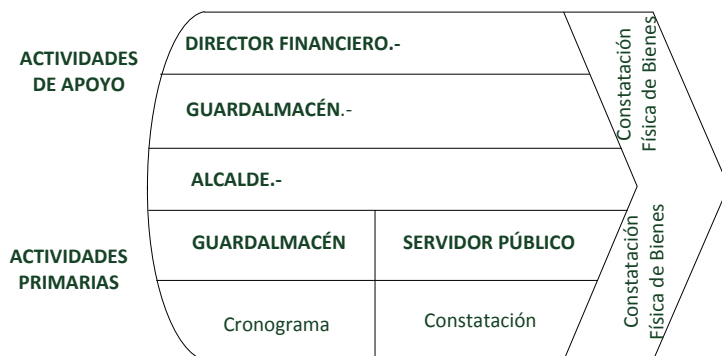 ACTIVIDADES
DE APOYO
DIRECTOR FINANCIERO.-
GUARDALMACÉN.-
ALCALDE.-
Constatación
Física de Bienes
ACTIVIDADES
PRIMARIAS
GUARDALMACÉN
SERVIDOR PÚBLICO
Cronograma
Constatación
Constatación
Física de Bienes